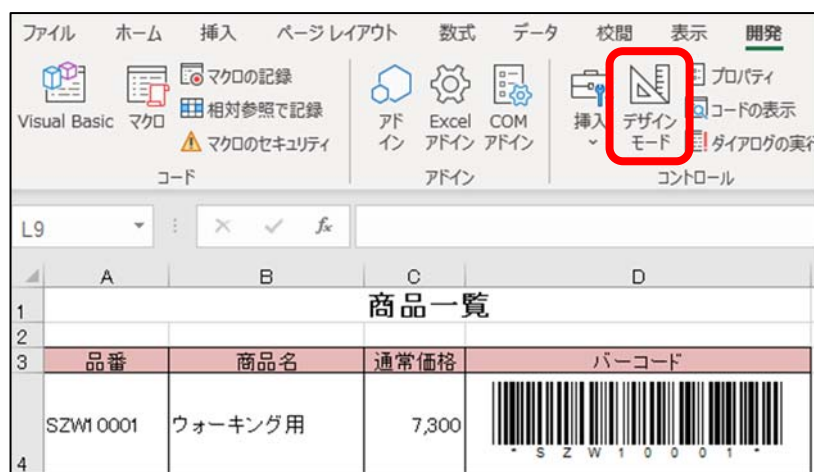 ファイル ホーム 挿入 ページ レイアウト 数式 データ 校閲 表示 開発
Visual Basic
マクロ
マクロの記録
相対参照で記録
マクロのセキュリティ
コード
アド
イン
Excel
アドイン
COM
アドイン
アドイン
挿入
デザイン
モード
プロパティ
コードの表示
ダイアログの実行
コントロール
L9
fx
A B C D
1 商品一覧
2
3 品番 商品名 通常価格 バーコード
4 SZW10001 ウォーキング用 7,300
* S Z W 1 0 0 0 1 *